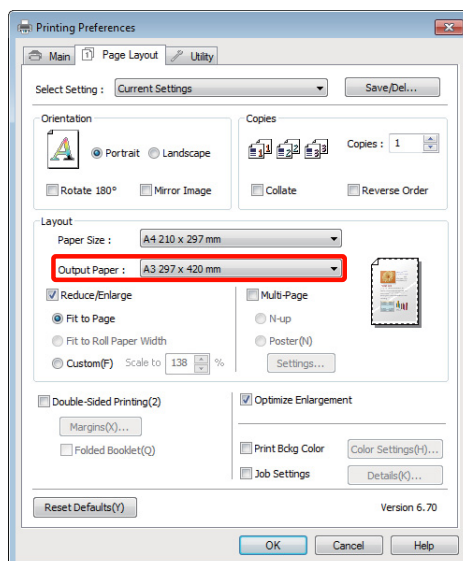 Printing Preferences
Main Page Layout Utility
Select Setting : Current Settings Save/Del...
Orientation Copies
Portrait Landscape Copies : 1
Rotate 180° Mirror Image Collate Reverse Order
Layout
Paper Size : A4 210 x 297 mm
Output Paper : A3 297 x 420 mm
Reduce/Enlarge Multi-Page
Fit to Page N-up
Fit to Roll Paper Width Poster(N)
Custom(F) Scale to 138 % Settings...
Double-Sided Printing(2) Optimize Enlargement
Margins(X)...
Folded Booklet(Q) Print Bckg Color Color Settings(H)...
Job Settings Details(K)...
Reset Defaults(Y) Version 6.70
OK Cancel Help